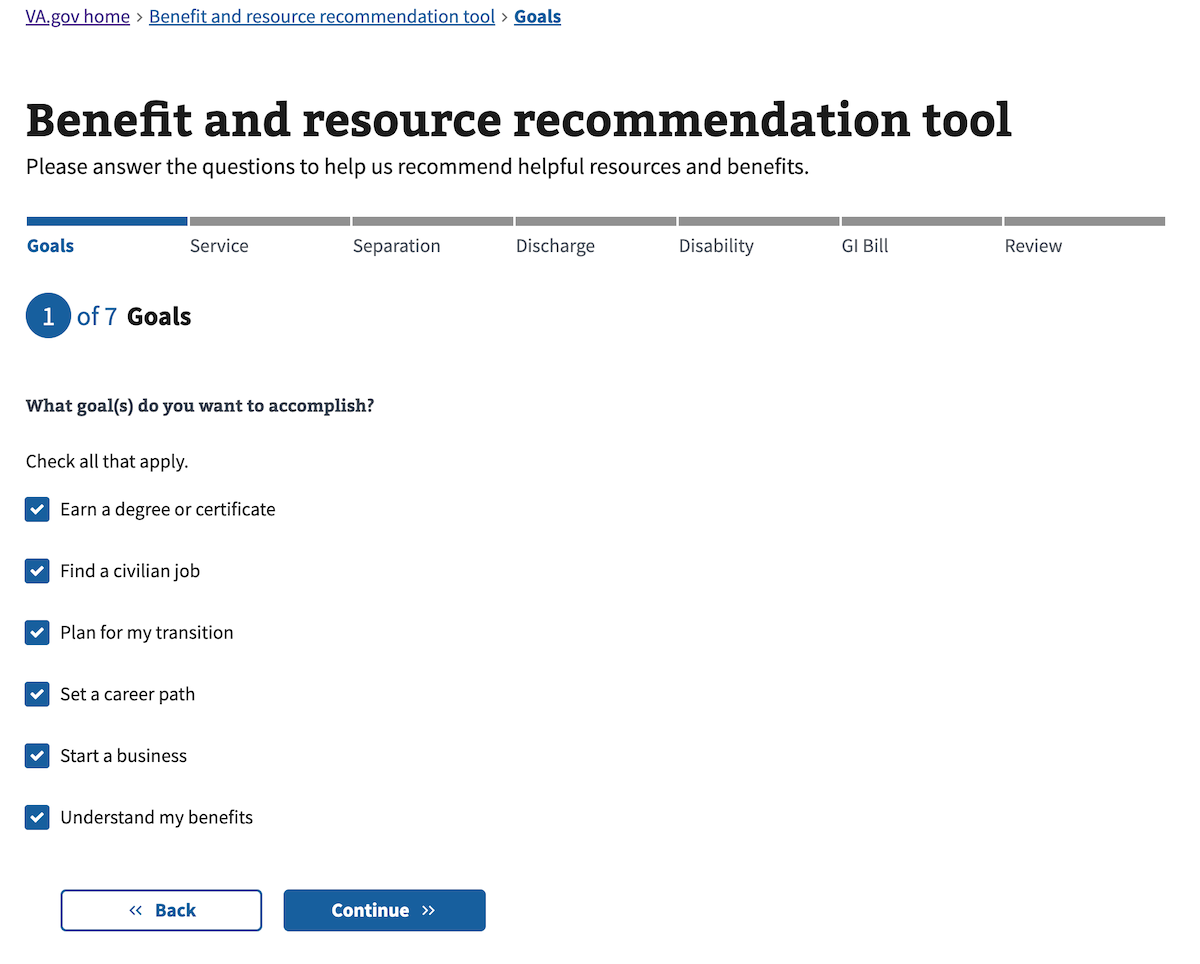 VA.gov home › Benefit and resource recommendation tool › Goals
Benefit and resource recommendation tool
Please answer the questions to help us recommend helpful resources and benefits.
Goals Service Separation Discharge Disability GI Bill Review
1 of 7 Goals
What goal(s) do you want to accomplish?
Check all that apply.
Earn a degree or certificate
Find a civilian job
Plan for my transition
Set a career path
Start a business
Understand my benefits
« Back Continue »